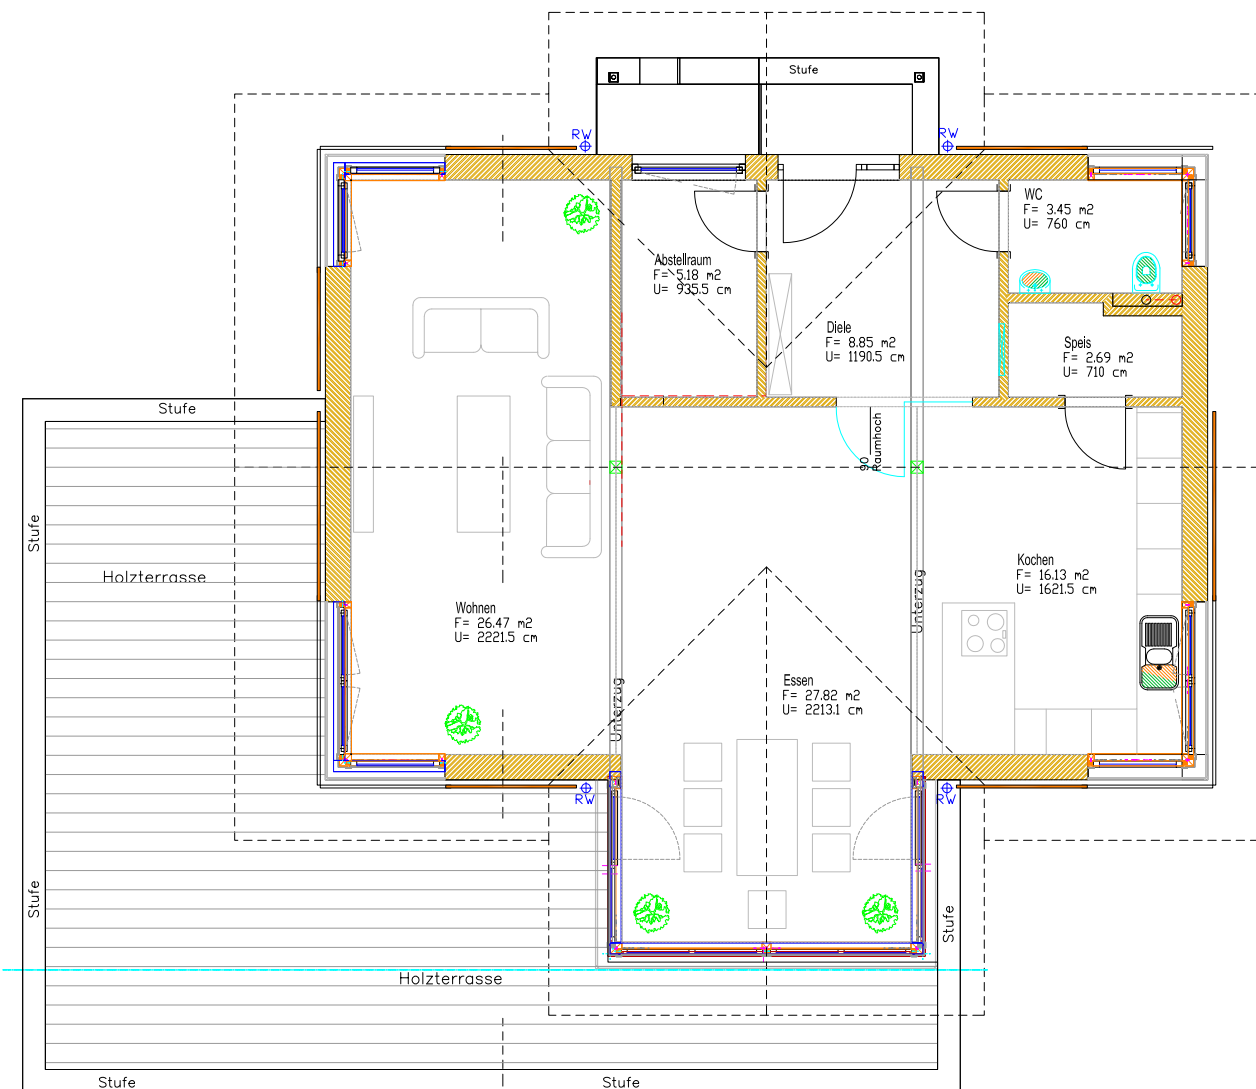 Stufe
RW
RW
WC
F= 3.45 m2
U= 760 cm
Abstellraum
F= 5.18 m2
U= 935.5 cm
Diele
F= 8.85 m2
U= 1190.5 cm
Speis
F= 2.69 m2
U= 710 cm
Stufe
90
Raumhoch
Stufe
Holzterrasse
Kochen
F= 16.13 m2
U= 1621.5 cm
Unterzug
Wohnen
F= 26.47 m2
U= 2221.5 cm
Essen
F= 27.82 m2
U= 2213.1 cm
Unterzug
RW
RW
Stufe
Stufe
Holzterrasse
Stufe
Stufe